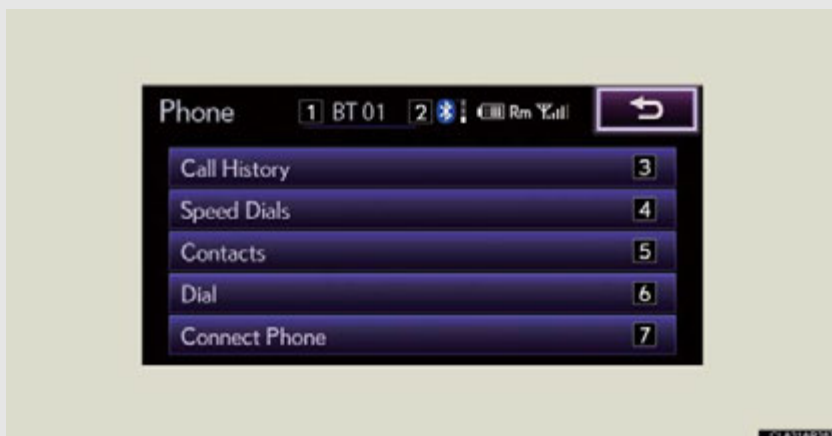 Phone 1 BT 01 2 Rm
Call History 3
Speed Dials 4
Contacts 5
Dial 6
Connect Phone 7